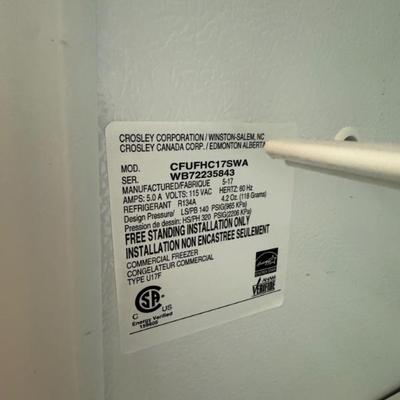 CROSLEY CORPORATION / WINSTON-SALEM, NC
CROSLEY CANADA CORP. / EDMONTON ALBERTA
MOD. CFUFHC17SWA
SER. WB72235843
MANUFACTURED/FABRIQUE 5-17
AMPS: 5.0 A VOLTS: 115 VAC HERTZ: 60 Hz
REFRIGERANT R134A 4.2 Oz. (118 Grams)
Design Pressure/ LS/PB 140 PSIG(965 KPa)
Pression de dessin: HS/PH 320 PSIG(2206 KPa)
FREE STANDING INSTALLATION ONLY
INSTALLATION NON ENCASTREE SEULEMENT
COMMERCIAL FREEZER
CONGELATEUR COMMERCIAL
TYPE U17F
C US
Energy Verified
VERIFIDE